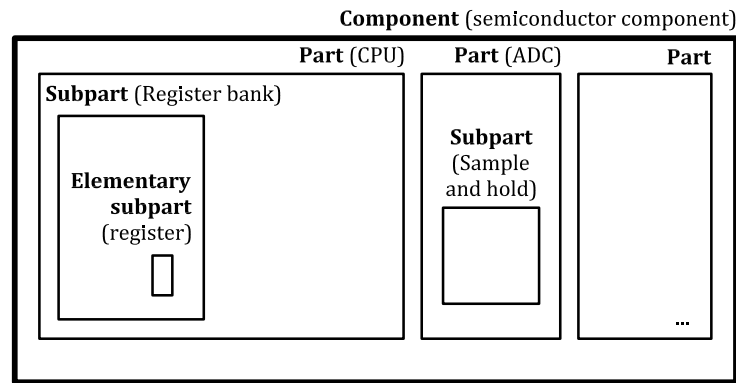 Component (semiconductor component)
Part (CPU)
Part (ADC)
Part
Subpart (Register bank)
Elementary
subpart
(register)
Subpart
(Sample
and hold)
...